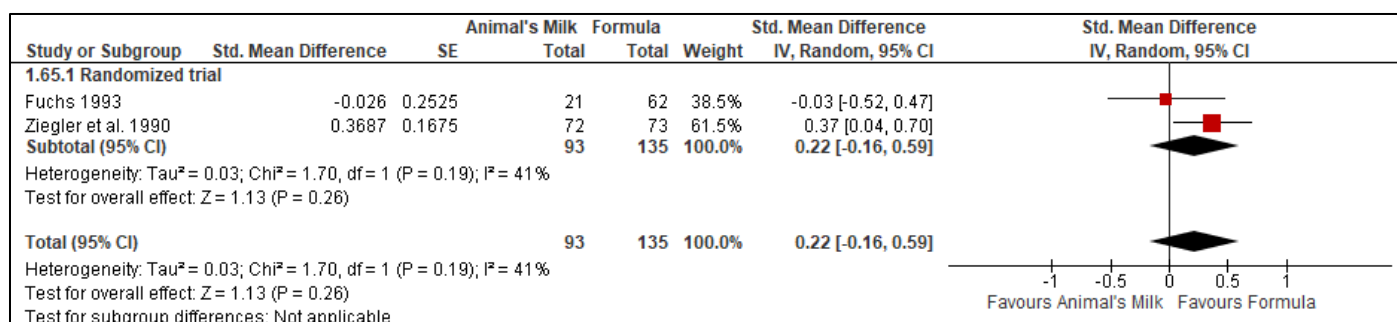 Animal's Milk Formula Std. Mean Difference Std. Mean Difference
Study or Subgroup Std. Mean Difference SE Total Total Weight IV, Random, 95% CI IV, Random, 95% CI
1.65.1 Randomized trial
Fuchs 1993 -0.026 0.2525 21 62 38.5% -0.03 [-0.52, 0.47]
Ziegler et al. 1990 0.3687 0.1675 72 73 61.5% 0.37 [0.04, 0.70]
Subtotal (95% CI) 93 135 100.0% 0.22 [-0.16, 0.59]
Heterogeneity: Tau² = 0.03; Chi² = 1.70, df = 1 (P = 0.19); I² = 41%
Test for overall effect: Z = 1.13 (P = 0.26)
Total (95% CI) 93 135 100.0% 0.22 [-0.16, 0.59]
Heterogeneity: Tau² = 0.03; Chi² = 1.70, df = 1 (P = 0.19); I² = 41%
Test for overall effect: Z = 1.13 (P = 0.26)
Test for subgroup differences: Not applicable
-1 -0.5 0 0.5 1
Favours Animal's Milk Favours Formula